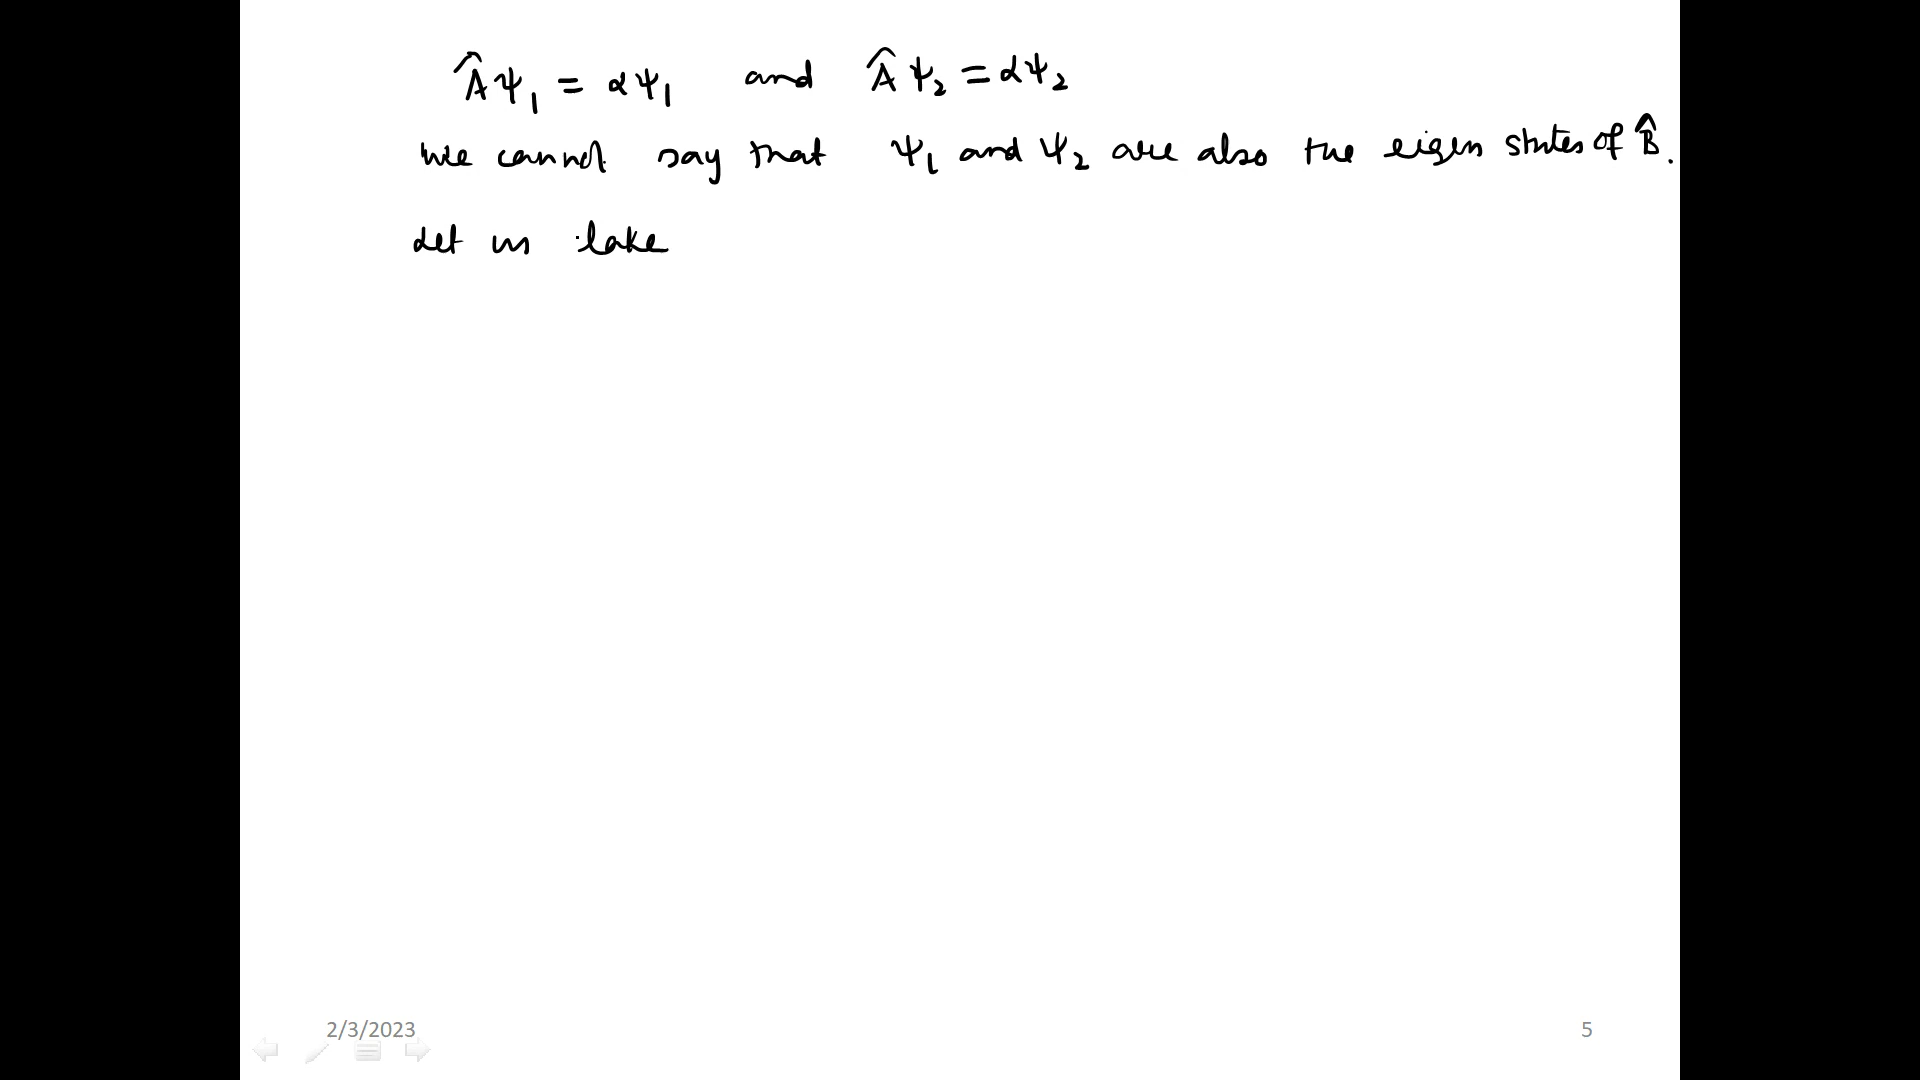 Âψ₁ = αψ₁ and Âψ₂ = αψ₂
We cannot say that ψ₁ and ψ₂ are also the eigen states of B̂.
Let us take
2/3/2023
5